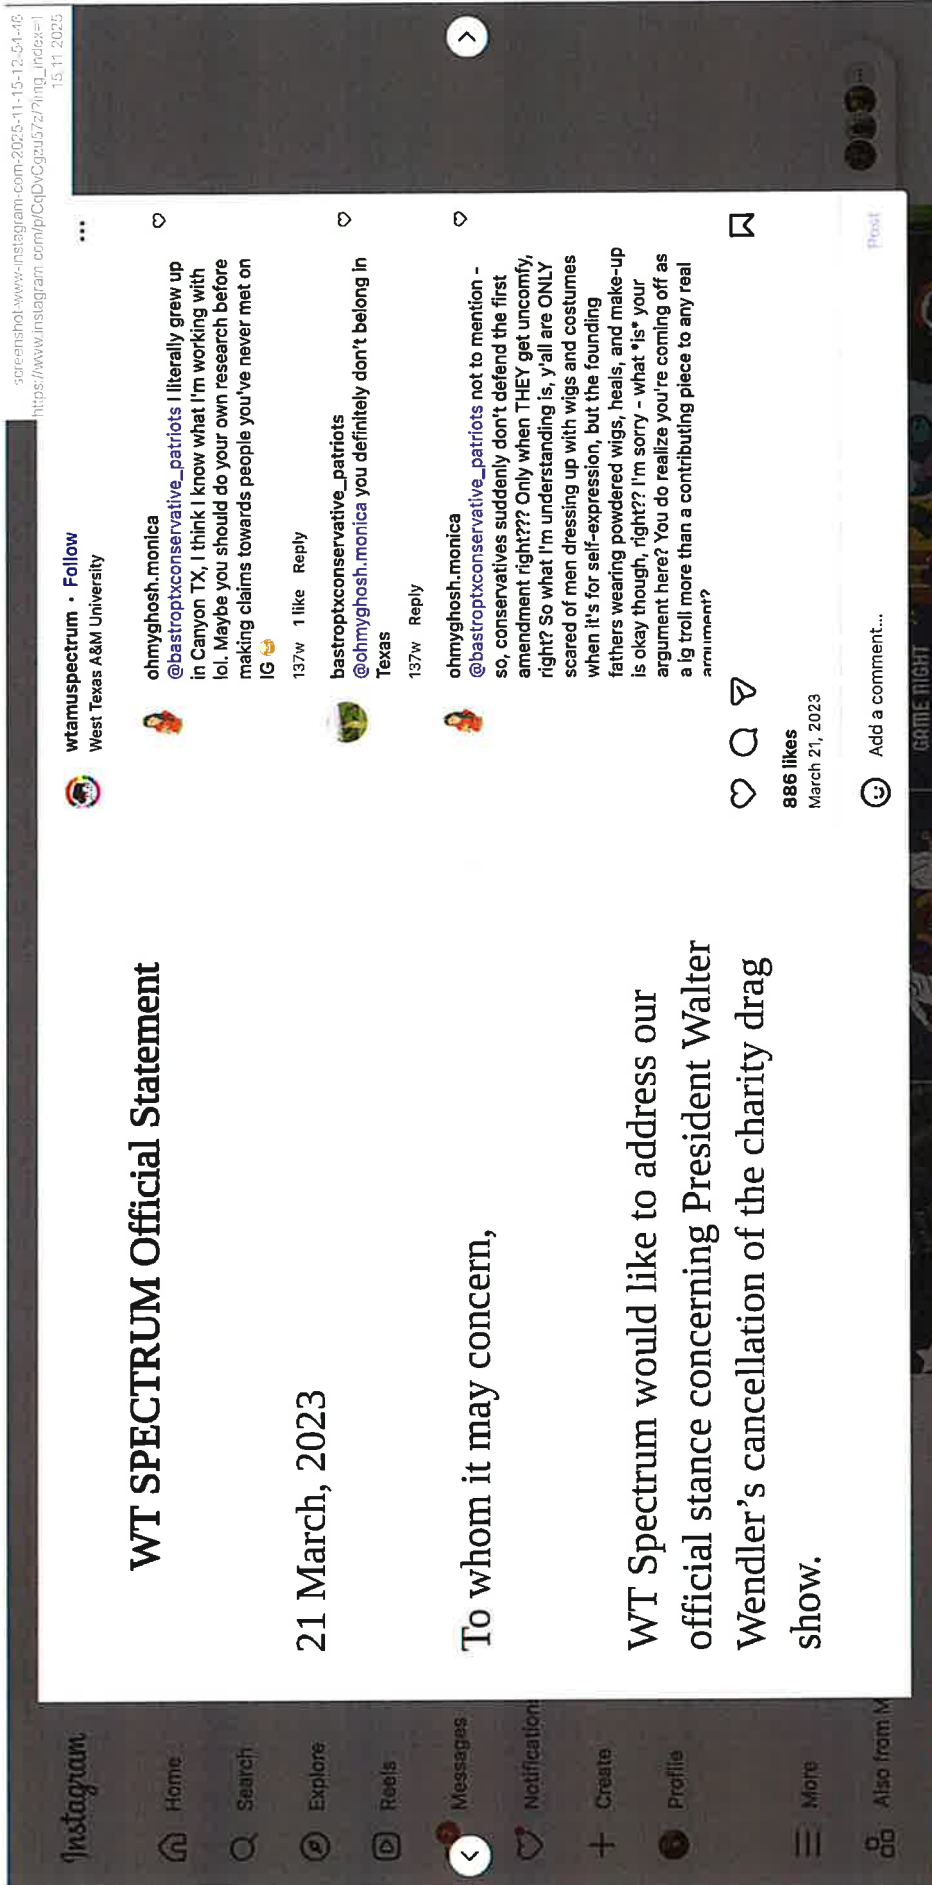 screenshot-www-instagram-com-2025-11-15-12-54-48
https://www.instagram.com/p/CqDvCgzu57z/?img_index=1
15.11.2025
Instagram
Home
Search
Explore
Reels
Messages
Notification
Create
Profile
More
Also from M
WT SPECTRUM Official Statement
21 March, 2023
To whom it may concern,
WT Spectrum would like to address our
official stance concerning President Walter
Wendler's cancellation of the charity drag
show.
wtamuspectrum • Follow
West Texas A&M University
ohmyghosh.monica
@bastroptxconservative_patriots I literally grew up
in Canyon TX, I think I know what I'm working with
lol. Maybe you should do your own research before
making claims towards people you've never met on
IG 🤪
137w 1 like Reply
bastroptxconservative_patriots
@ohmyghosh.monica you definitely don't belong in
Texas
137w Reply
ohmyghosh.monica
@bastroptxconservative_patriots not to mention -
so, conservatives suddenly don't defend the first
amendment right??? Only when THEY get uncomfy,
right? So what I'm understanding is, y'all are ONLY
scared of men dressing up with wigs and costumes
when it's for self-expression, but the founding
fathers wearing powdered wigs, heals, and make-up
is okay though, right?? I'm sorry - what *is* your
argument here? You do realize you're coming off as
a ig troll more than a contributing piece to any real
argument?
886 likes
March 21, 2023
Add a comment...
Post
GAME NIGHT